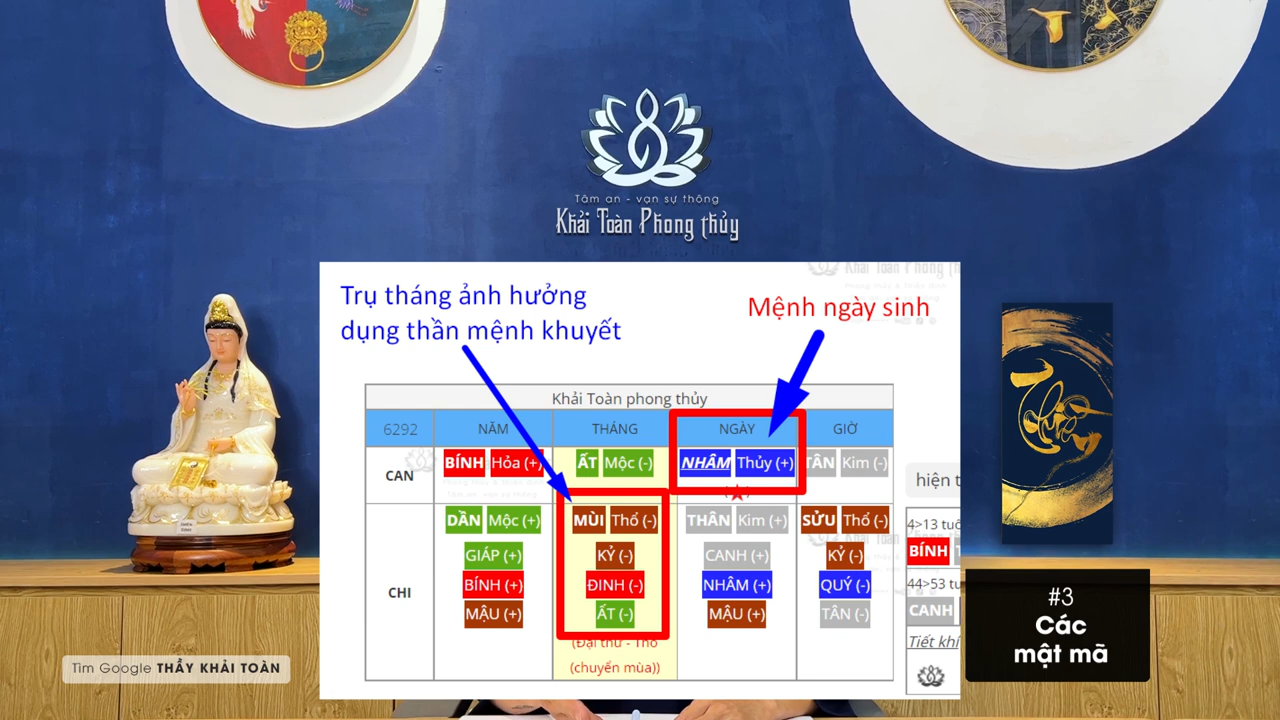 Tâm an - vạn sự thông
Khải Toàn Phong thủy
Trụ tháng ảnh hưởng
dụng thần mệnh khuyết
Mệnh ngày sinh
Khải Toàn phong thủy
6292 NĂM THÁNG NGÀY GIỜ
CAN BÍNH Hỏa (+) ẤT Mộc (-) NHÂM Thủy (+) TÂN Kim (-)
DẦN Mộc (+) MÙI Thổ (-) THÂN Kim (+) SỬU Thổ (-)
GIÁP (+) KỶ (-) CANH (+) KỶ (-)
CHI BÍNH (+) ĐINH (-) NHÂM (+) QUÝ (-)
MẬU (+) ẤT (-) MẬU (+) TÂN (-)
(Đại thử - Thổ
(chuyển mùa))
hiện t
4>13 tuổ
BÍNH
44>53 tu
CANH
Tiết khí
#3
Các
mật mã
Tìm Google THẦY KHẢI TOÀN